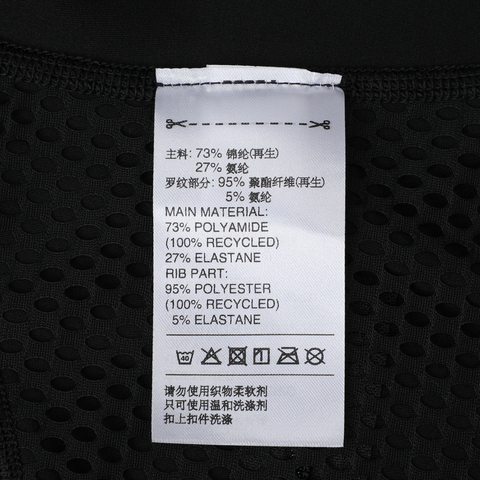 主料: 73% 锦纶(再生)
27% 氨纶
罗纹部分: 95% 聚酯纤维(再生)
5% 氨纶
MAIN MATERIAL:
73% POLYAMIDE
(100% RECYCLED)
27% ELASTANE
RIB PART:
95% POLYESTER
(100% RECYCLED)
5% ELASTANE
40
请勿使用织物柔软剂
只可使用温和洗涤剂
扣上扣件洗涤